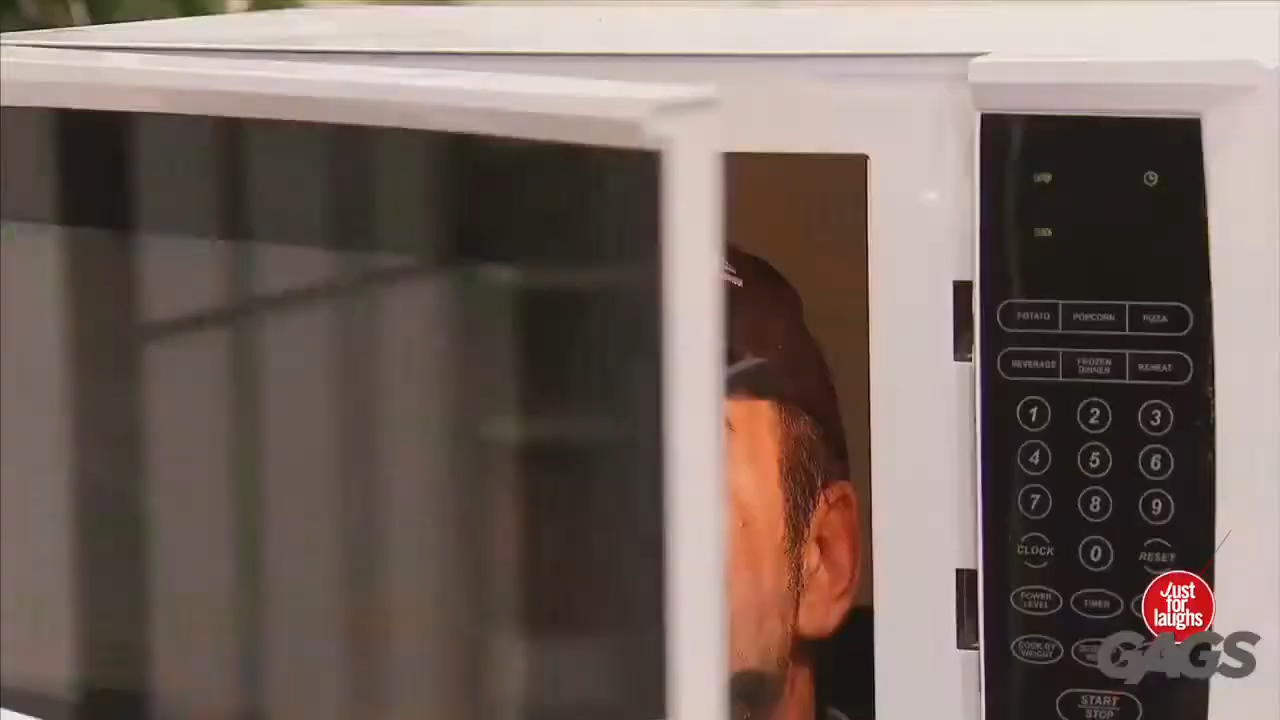 POTATO POPCORN PIZZA
BEVERAGE FROZEN DINNER REHEAT
1 2 3
4 5 6
7 8 9
CLOCK 0 RESET
POWER LEVEL TIMER
COOK BY WEIGHT
START
STOP
Just
for
laughs
GAGS